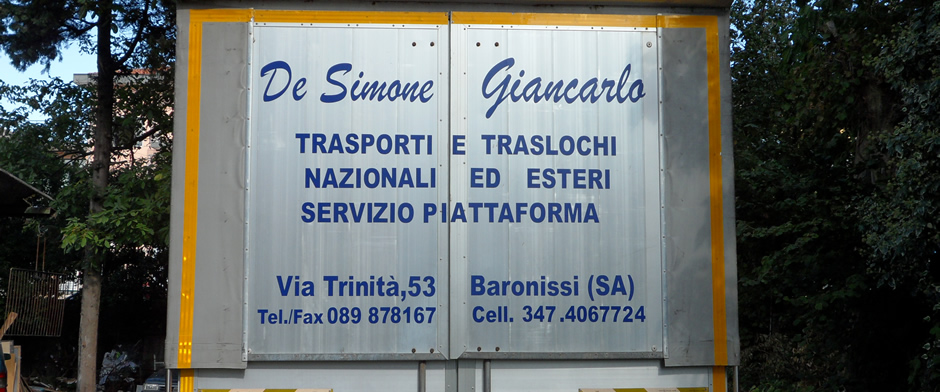 De Simone Giancarlo
TRASPORTI E TRASLOCHI
NAZIONALI ED ESTERI
SERVIZIO PIATTAFORMA
Via Trinità,53 Baronissi (SA)
Tel./Fax 089 878167 Cell. 347.4067724